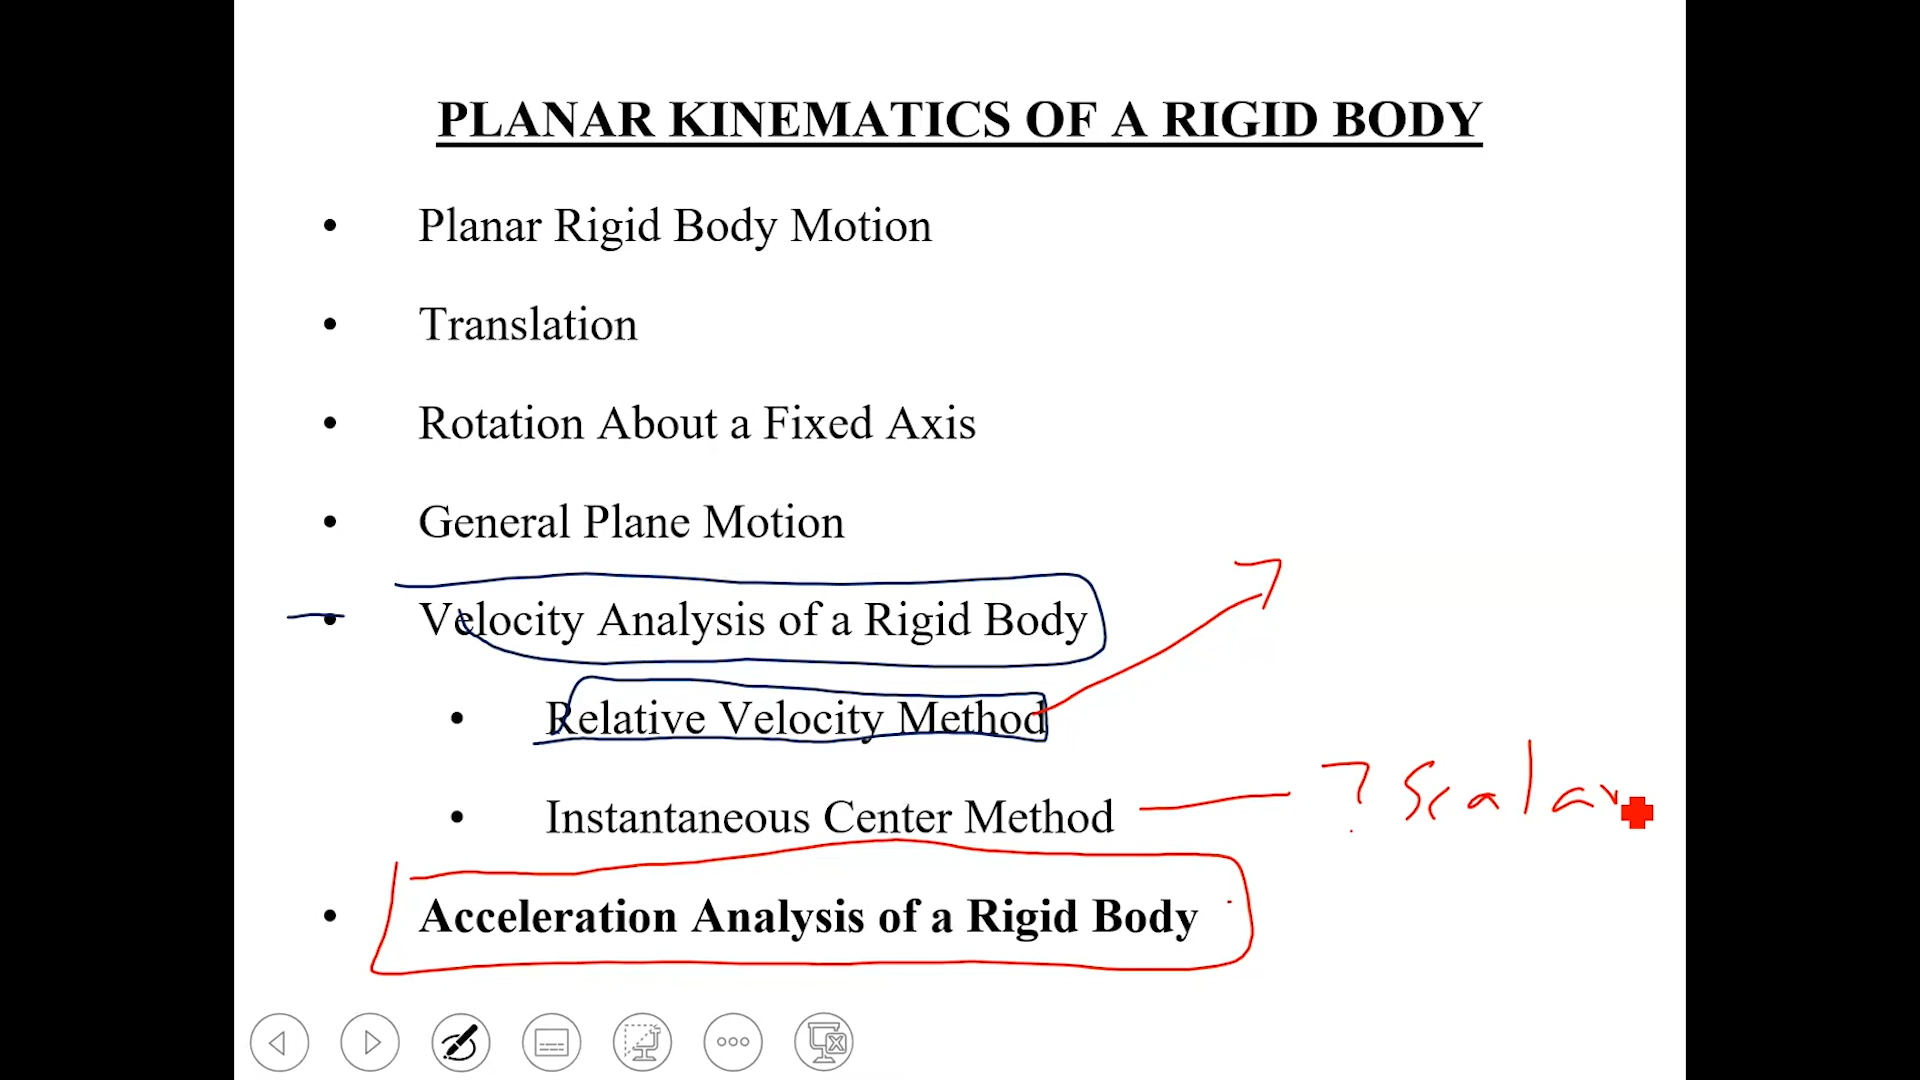 PLANAR KINEMATICS OF A RIGID BODY
• Planar Rigid Body Motion
• Translation
• Rotation About a Fixed Axis
• General Plane Motion
• Velocity Analysis of a Rigid Body
• Relative Velocity Method
• Instantaneous Center Method ? Scalar
• Acceleration Analysis of a Rigid Body